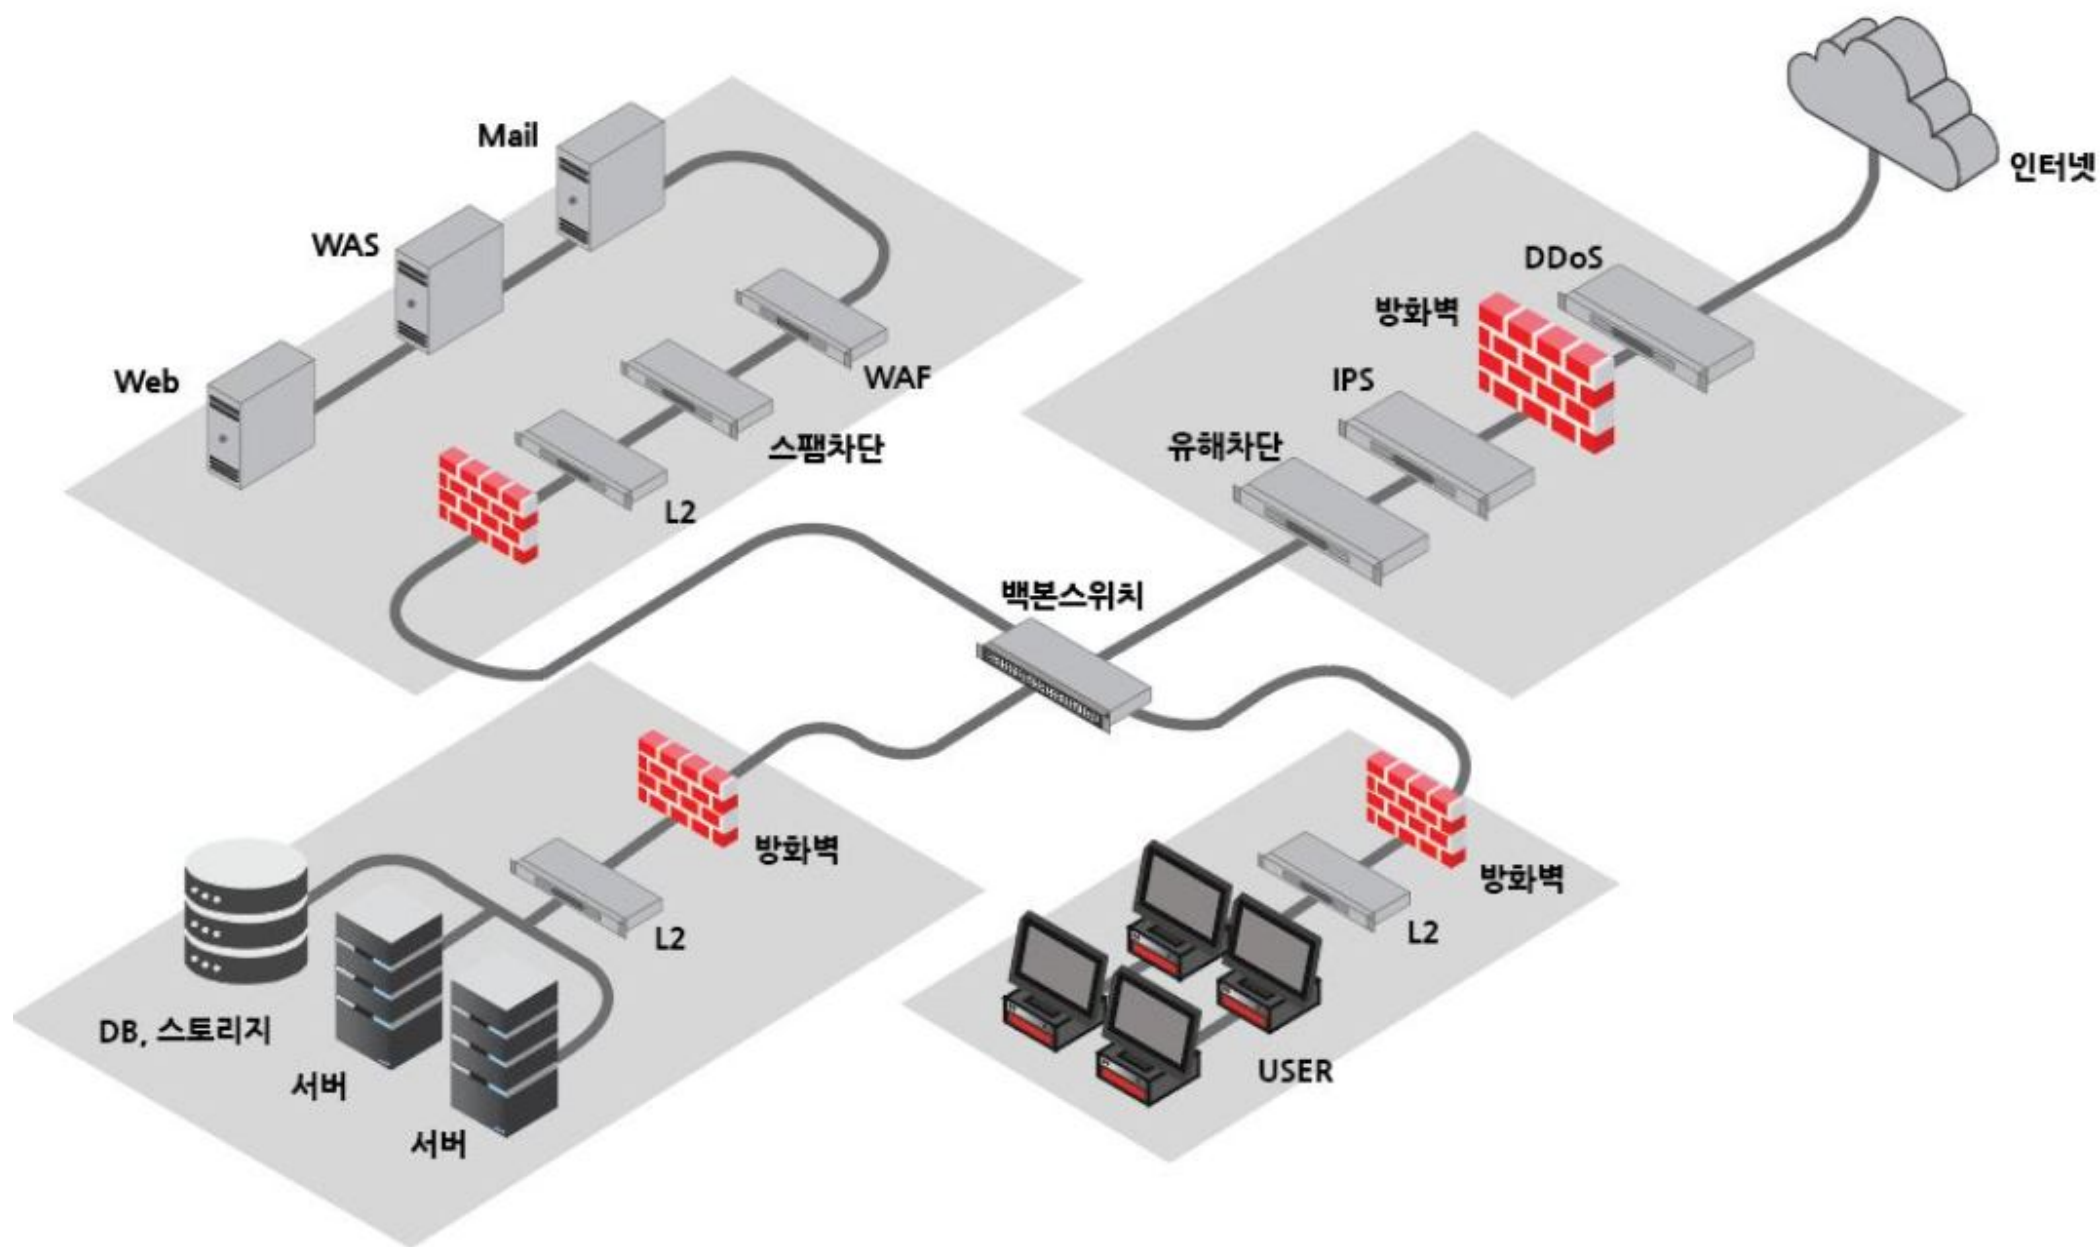 Mail
WAS
Web
WAF
스팸차단
L2
인터넷
DDoS
방화벽
IPS
유해차단
백본스위치
방화벽
L2
DB, 스토리지
서버
서버
방화벽
L2
USER